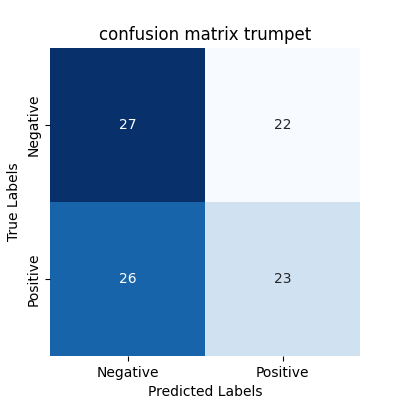 confusion matrix trumpet
True Labels
Negative
27
22
Positive
26
23
Negative
Positive
Predicted Labels